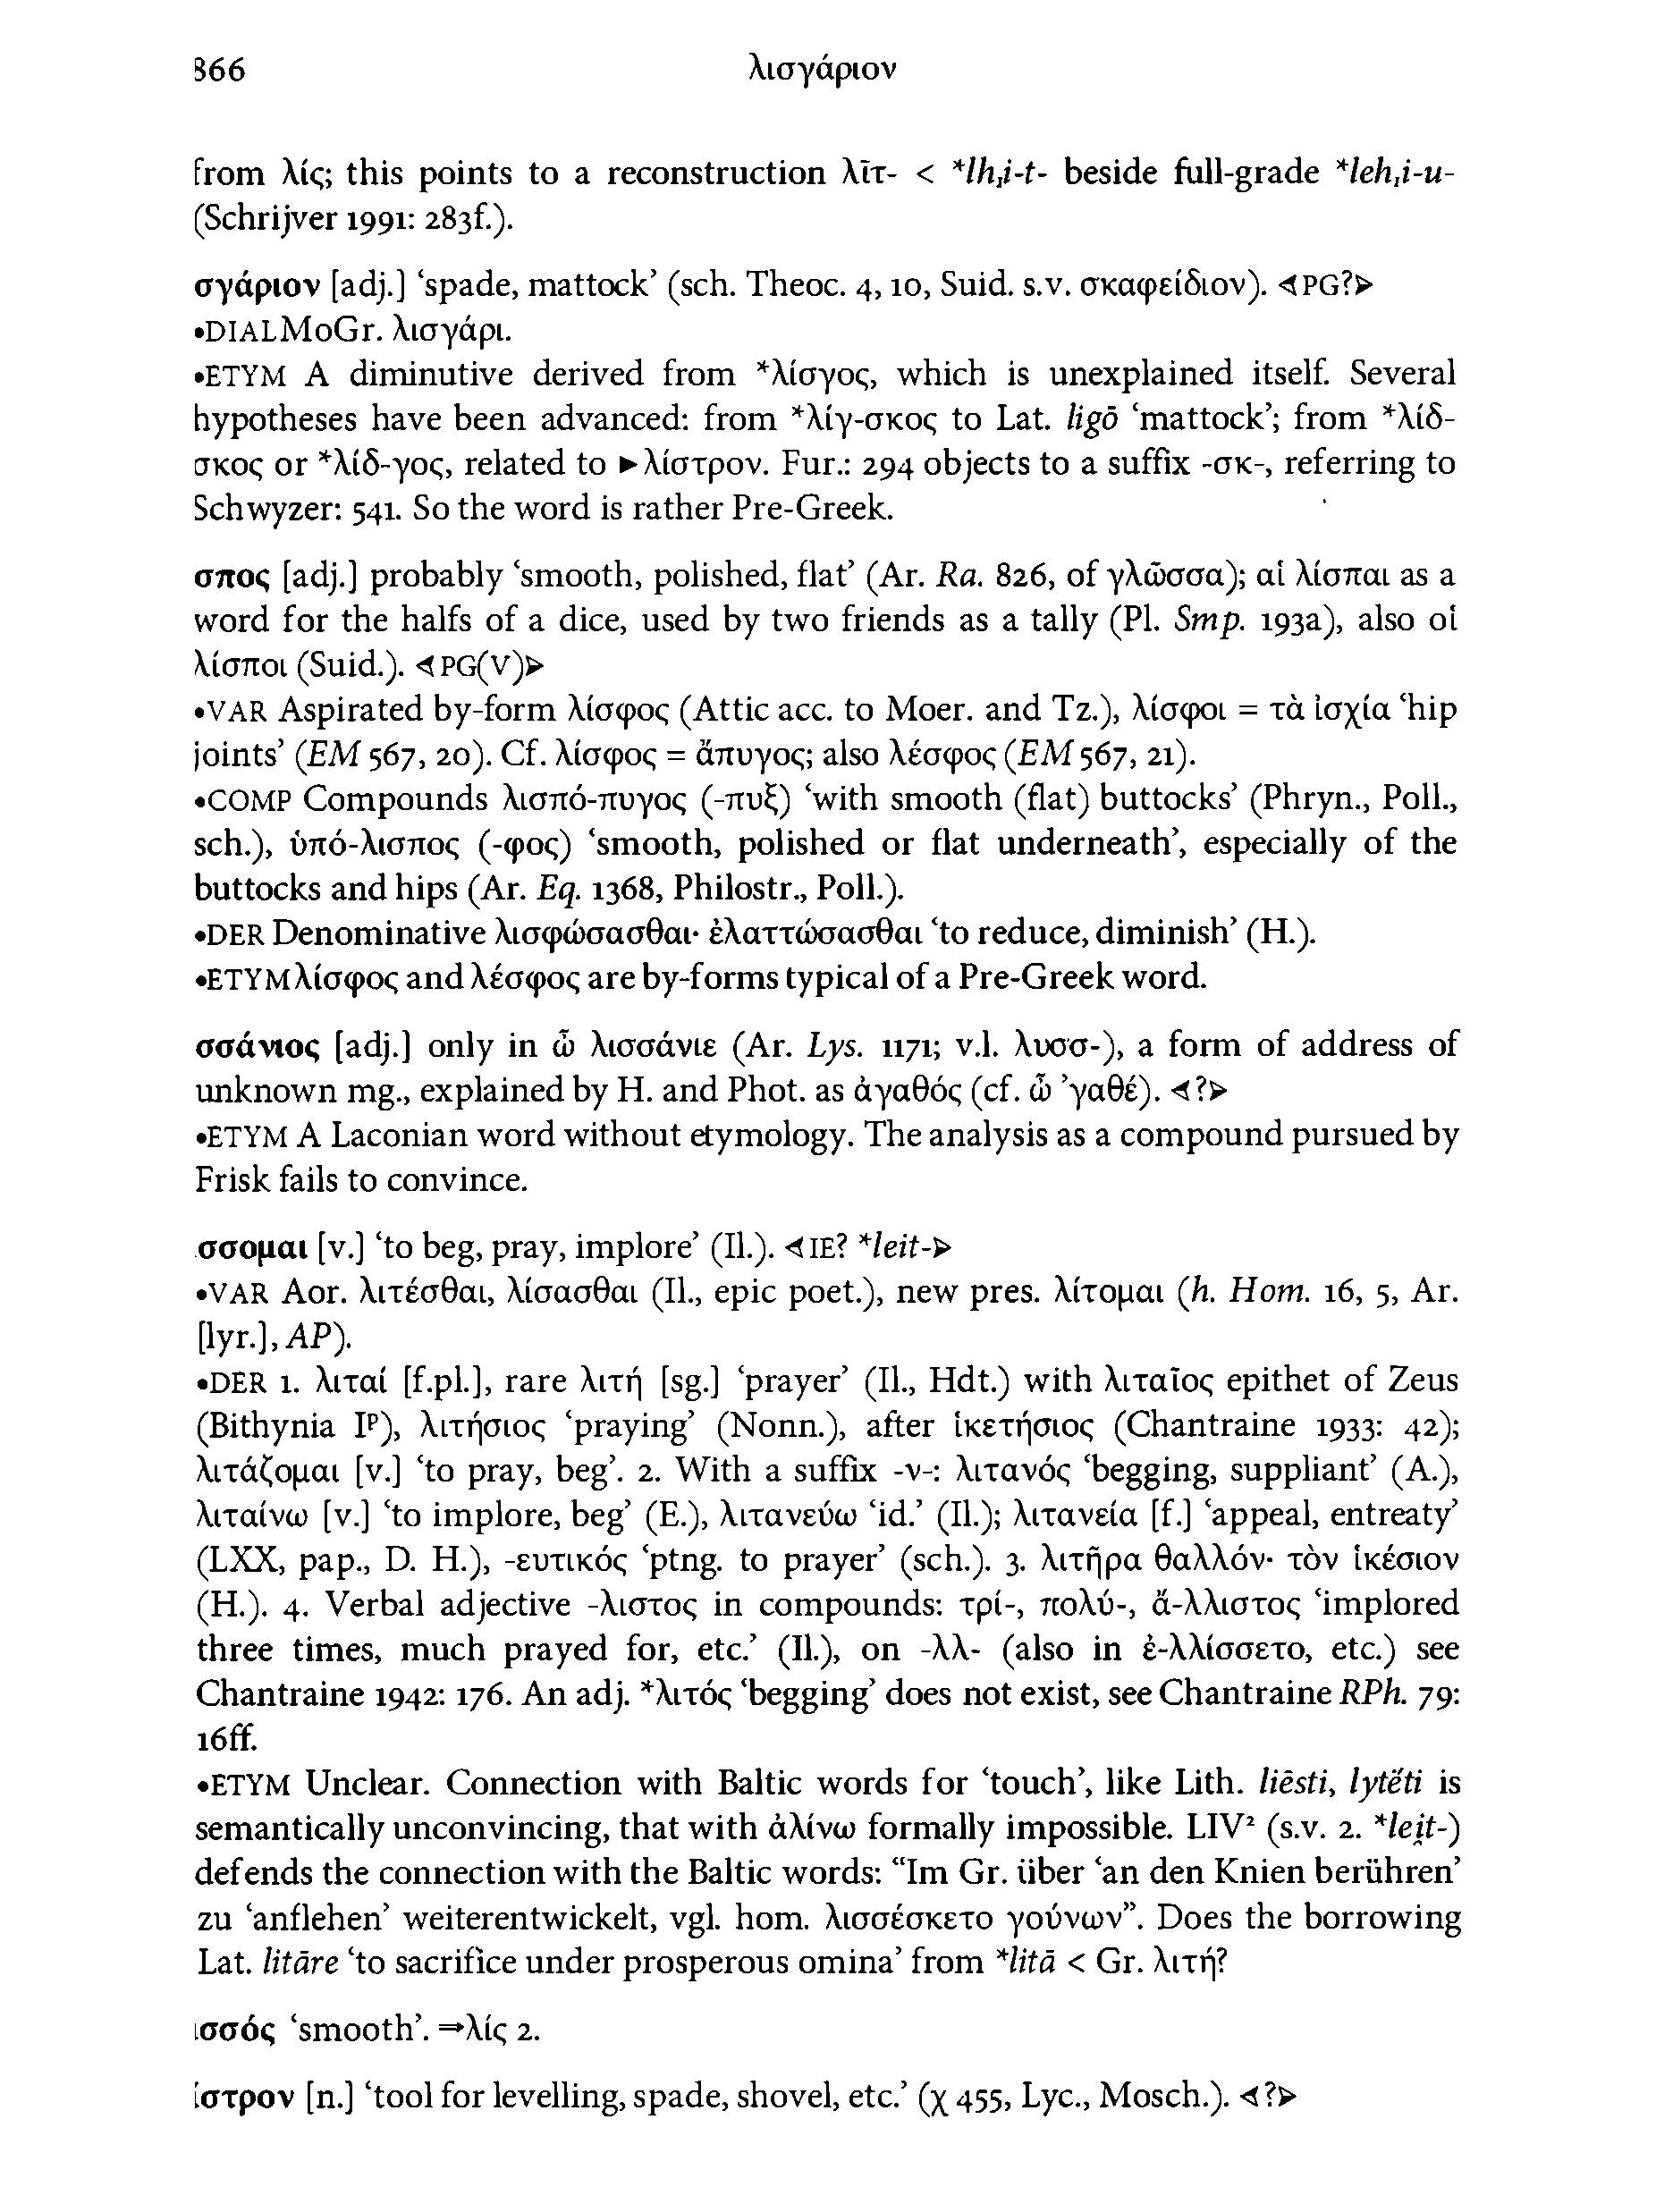 866 λισγάριον
from λίς; this points to a reconstruction λῑτ- < *lh₁i-t- beside full-grade *leh₁i-u-
(Schrijver 1991: 283f.).
σγάριον [adj.] ‘spade, mattock’ (sch. Theoc. 4, 10, Suid. s.v. σκαφείδιον). ⊲PG?⊳
•DIAL MoGr. λισγάρι.
•ETYM A diminutive derived from *λίσγος, which is unexplained itself. Several
hypotheses have been advanced: from *λίγ-σκος to Lat. ligō ‘mattock’; from *λίδ-
σκος or *λίδ-γος, related to ►λίστρον. Fur.: 294 objects to a suffix -σκ-, referring to
Schwyzer: 541. So the word is rather Pre-Greek.
σπος [adj.] probably ‘smooth, polished, flat’ (Ar. Ra. 826, of γλῶσσα); αἱ λίσπαι as a
word for the halfs of a dice, used by two friends as a tally (Pl. Smp. 193a), also οἱ
λίσποι (Suid.). ⊲PG(V)⊳
•VAR Aspirated by-form λίσφος (Attic acc. to Moer. and Tz.), λίσφοι = τὰ ἰσχία ‘hip
joints’ (EM 567, 20). Cf. λίσφος = ἄπυγος; also λέσφος (EM 567, 21).
•COMP Compounds λισπό-πυγος (-πυξ) ‘with smooth (flat) buttocks’ (Phryn., Poll.,
sch.), ὑπό-λισπος (-φος) ‘smooth, polished or flat underneath’, especially of the
buttocks and hips (Ar. Eq. 1368, Philostr., Poll.).
•DER Denominative λισφώσασθαι· ἐλαττώσασθαι ‘to reduce, diminish’ (H.).
•ETYM λίσφος and λέσφος are by-forms typical of a Pre-Greek word.
σσάνιος [adj.] only in ὦ λισσάνιε (Ar. Lys. 1171; v.l. λυσσ-), a form of address of
unknown mg., explained by H. and Phot. as ἀγαθός (cf. ὦ ’γαθέ). ⊲?⊳
•ETYM A Laconian word without etymology. The analysis as a compound pursued by
Frisk fails to convince.
σσομαι [v.] ‘to beg, pray, implore’ (Il.). ⊲IE? *leit-⊳
•VAR Aor. λιτέσθαι, λίσασθαι (Il., epic poet.), new pres. λίτομαι (h. Hom. 16, 5, Ar.
[lyr.], AP).
•DER 1. λιταί [f.pl.], rare λιτή [sg.] ‘prayer’ (Il., Hdt.) with λιταῖος epithet of Zeus
(Bithynia Iᵖ), λιτήσιος ‘praying’ (Nonn.), after ἱκετήσιος (Chantraine 1933: 42);
λιτάζομαι [v.] ‘to pray, beg’. 2. With a suffix -ν-: λιτανός ‘begging, suppliant’ (A.),
λιταίνω [v.] ‘to implore, beg’ (E.), λιτανεύω ‘id.’ (Il.); λιτανεία [f.] ‘appeal, entreaty’
(LXX, pap., D. H.), -ευτικός ‘ptng. to prayer’ (sch.). 3. λιτῆρα θαλλόν· τὸν ἱκέσιον
(H.). 4. Verbal adjective -λιστος in compounds: τρί-, πολύ-, ἄ-λλιστος ‘implored
three times, much prayed for, etc.’ (Il.), on -λλ- (also in ἐ-λλίσσετο, etc.) see
Chantraine 1942: 176. An adj. *λιτός ‘begging’ does not exist, see Chantraine RPh. 79:
16ff.
•ETYM Unclear. Connection with Baltic words for ‘touch’, like Lith. liẽsti, lytė́ti is
semantically unconvincing, that with ἀλίνω formally impossible. LIV² (s.v. 2. *lei̯t-)
defends the connection with the Baltic words: “Im Gr. über ‘an den Knien berühren’
zu ‘anflehen’ weiterentwickelt, vgl. hom. λισσέσκετο γούνων”. Does the borrowing
Lat. litāre ‘to sacrifice under prosperous omina’ from *litā < Gr. λιτή?
ισσός ‘smooth’. ⇒λίς 2.
ίστρον [n.] ‘tool for levelling, spade, shovel, etc.’ (χ 455, Lyc., Mosch.). ⊲?⊳